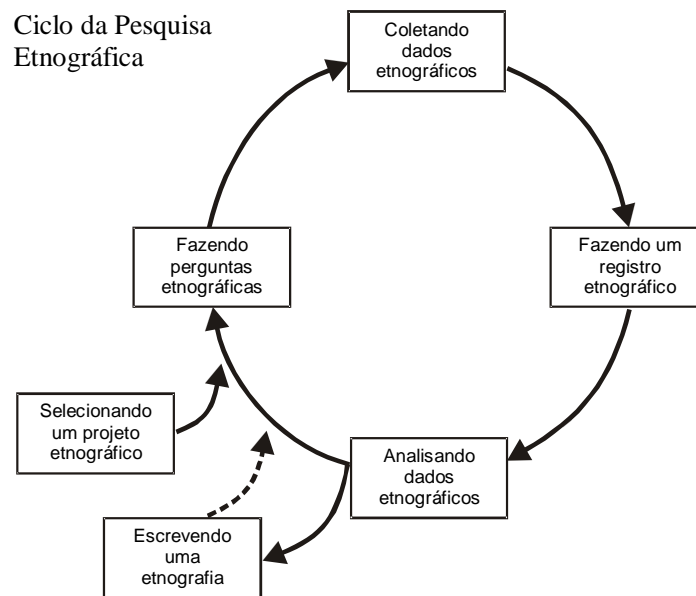 Ciclo da Pesquisa
Etnográfica
Coletando
dados
etnográficos
Fazendo um
registro
etnográfico
Analisando
dados
etnográficos
Fazendo
perguntas
etnográficas
Selecionando
um projeto
etnográfico
Escrevendo
uma
etnografia